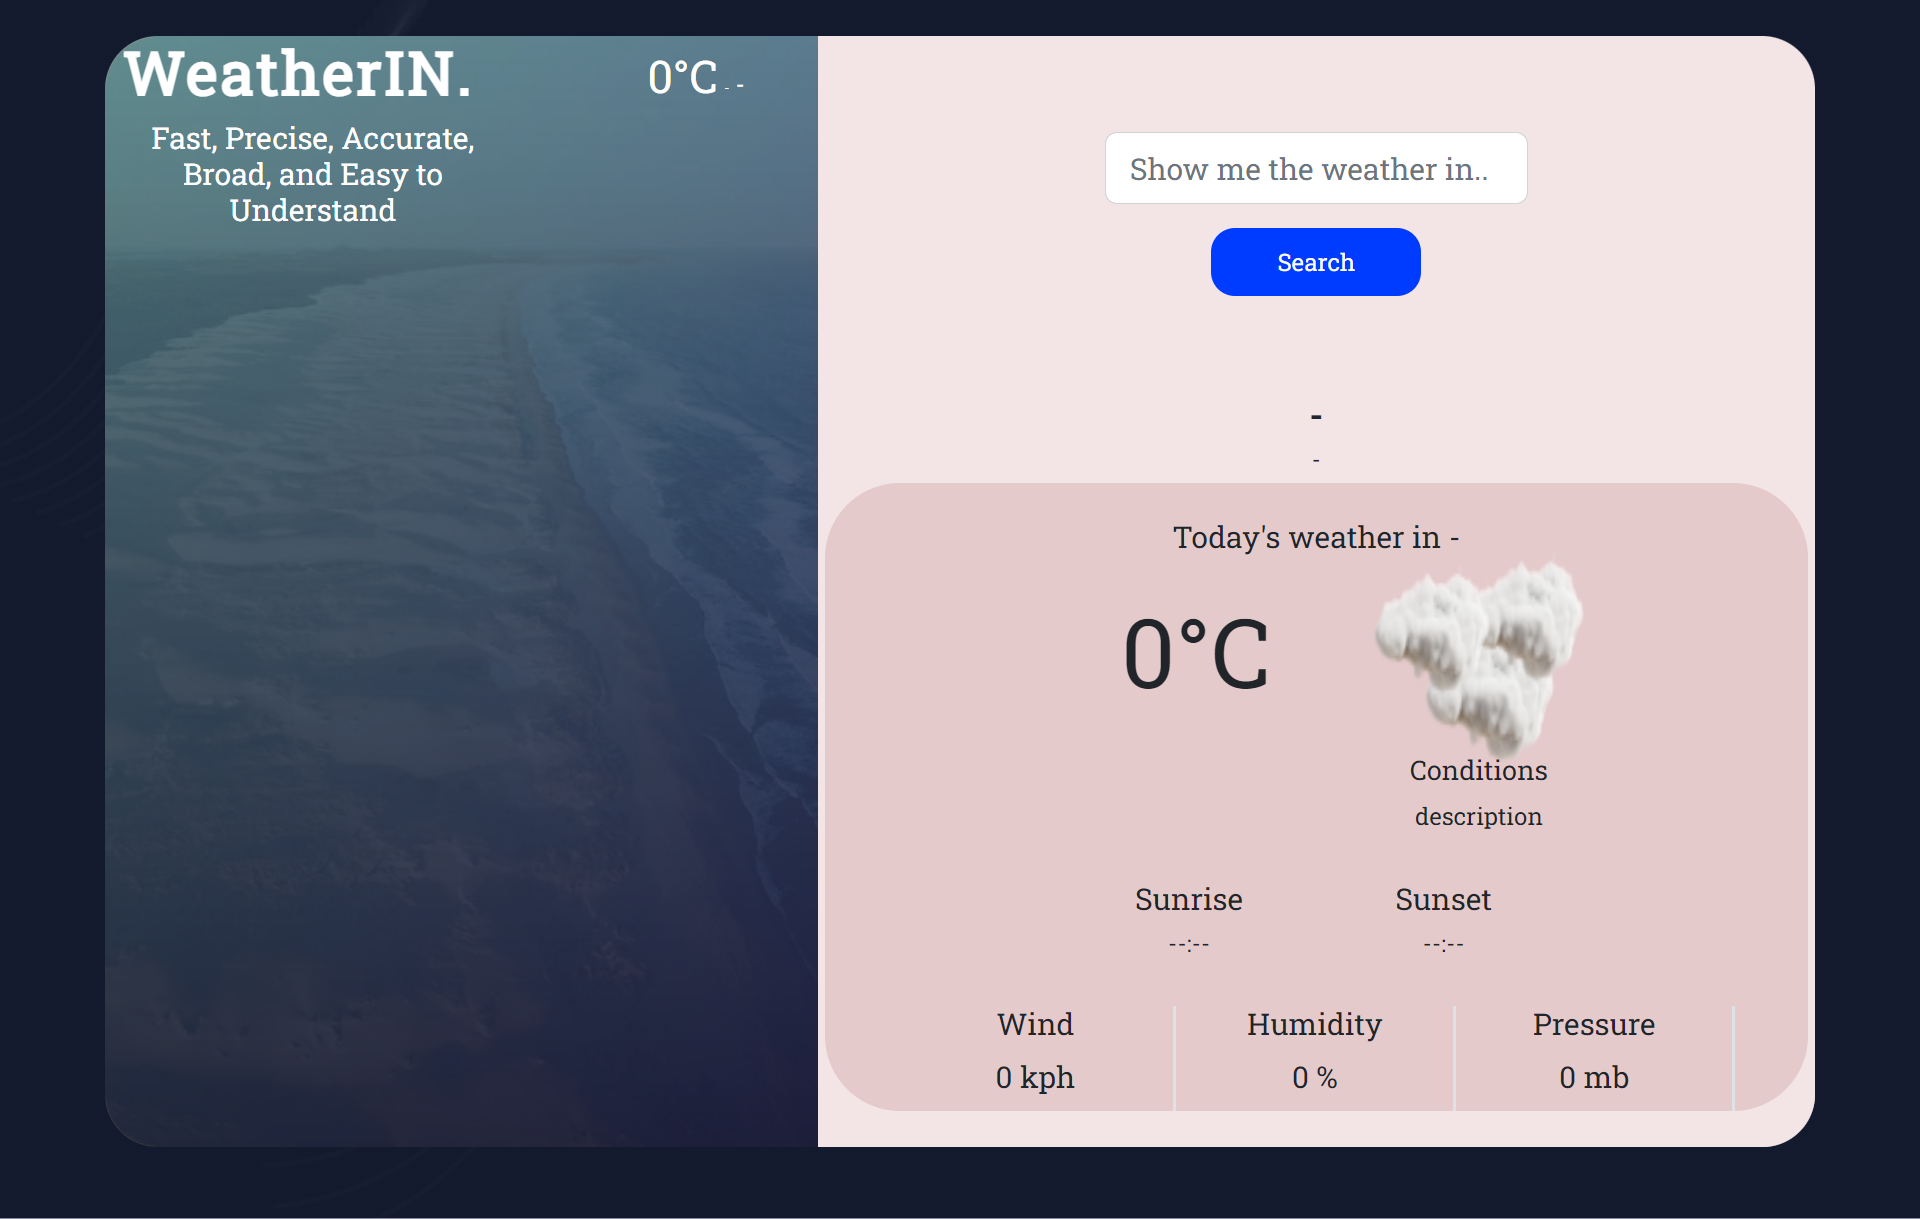 WeatherIN.
0°C - -
Fast, Precise, Accurate,
Broad, and Easy to
Understand
Show me the weather in..
Search
-
-
Today's weather in -
0°C
Conditions
description
Sunrise
Sunset
--:--
--:--
Wind
Humidity
Pressure
0 kph
0 %
0 mb